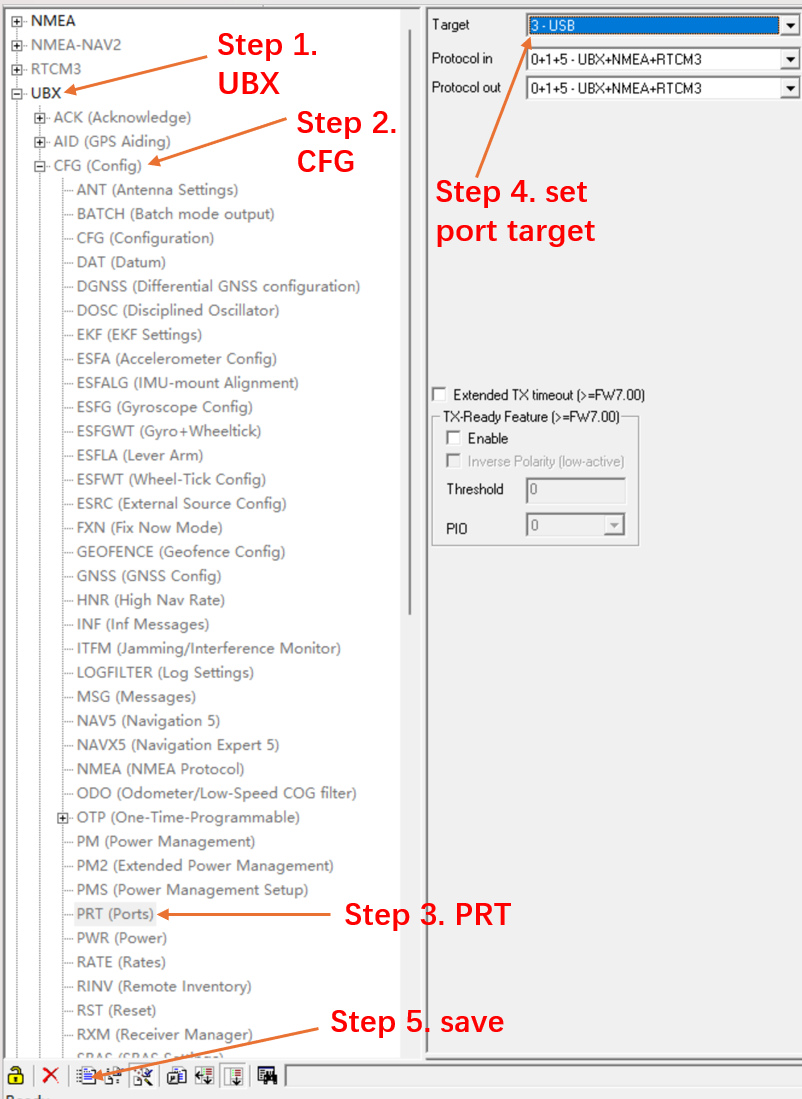 NMEA
NMEA-NAV2
RTCM3
UBX
ACK (Acknowledge)
AID (GPS Aiding)
CFG (Config)
ANT (Antenna Settings)
BATCH (Batch mode output)
CFG (Configuration)
DAT (Datum)
DGNSS (Differential GNSS configuration)
DOSC (Disciplined Oscillator)
EKF (EKF Settings)
ESFA (Accelerometer Config)
ESFALG (IMU-mount Alignment)
ESFG (Gyroscope Config)
ESFGWT (Gyro+Wheeltick)
ESFLA (Lever Arm)
ESFWT (Wheel-Tick Config)
ESRC (External Source Config)
FXN (Fix Now Mode)
GEOFENCE (Geofence Config)
GNSS (GNSS Config)
HNR (High Nav Rate)
INF (Inf Messages)
ITFM (Jamming/Interference Monitor)
LOGFILTER (Log Settings)
MSG (Messages)
NAV5 (Navigation 5)
NAVX5 (Navigation Expert 5)
NMEA (NMEA Protocol)
ODO (Odometer/Low-Speed COG filter)
OTP (One-Time-Programmable)
PM (Power Management)
PM2 (Extended Power Management)
PMS (Power Management Setup)
PRT (Ports)
PWR (Power)
RATE (Rates)
RINV (Remote Inventory)
RST (Reset)
RXM (Receiver Manager)
SBAS (SBAS Settings)
Step 1.
UBX
Step 2.
CFG
Step 3. PRT
Step 5. save
Target 3 - USB
Protocol in 0+1+5 - UBX+NMEA+RTCM3
Protocol out 0+1+5 - UBX+NMEA+RTCM3
Step 4. set
port target
Extended TX timeout (>=FW7.00)
TX-Ready Feature (>=FW7.00)
Enable
Inverse Polarity (low-active)
Threshold 0
PIO 0